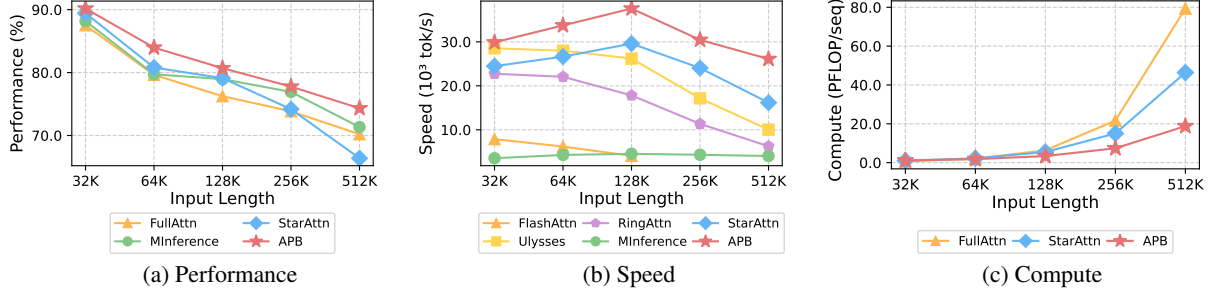 Performance (%)
90.0
80.0
70.0
32K 64K 128K 256K 512K
Input Length
FullAttn StarAttn
MInference APB
(a) Performance
Speed (10³ tok/s)
30.0
20.0
10.0
32K 64K 128K 256K 512K
Input Length
FlashAttn RingAttn StarAttn
Ulysses MInference APB
(b) Speed
Compute (PFLOP/seq)
80.0
60.0
40.0
20.0
0.0
32K 64K 128K 256K 512K
Input Length
FullAttn StarAttn APB
(c) Compute